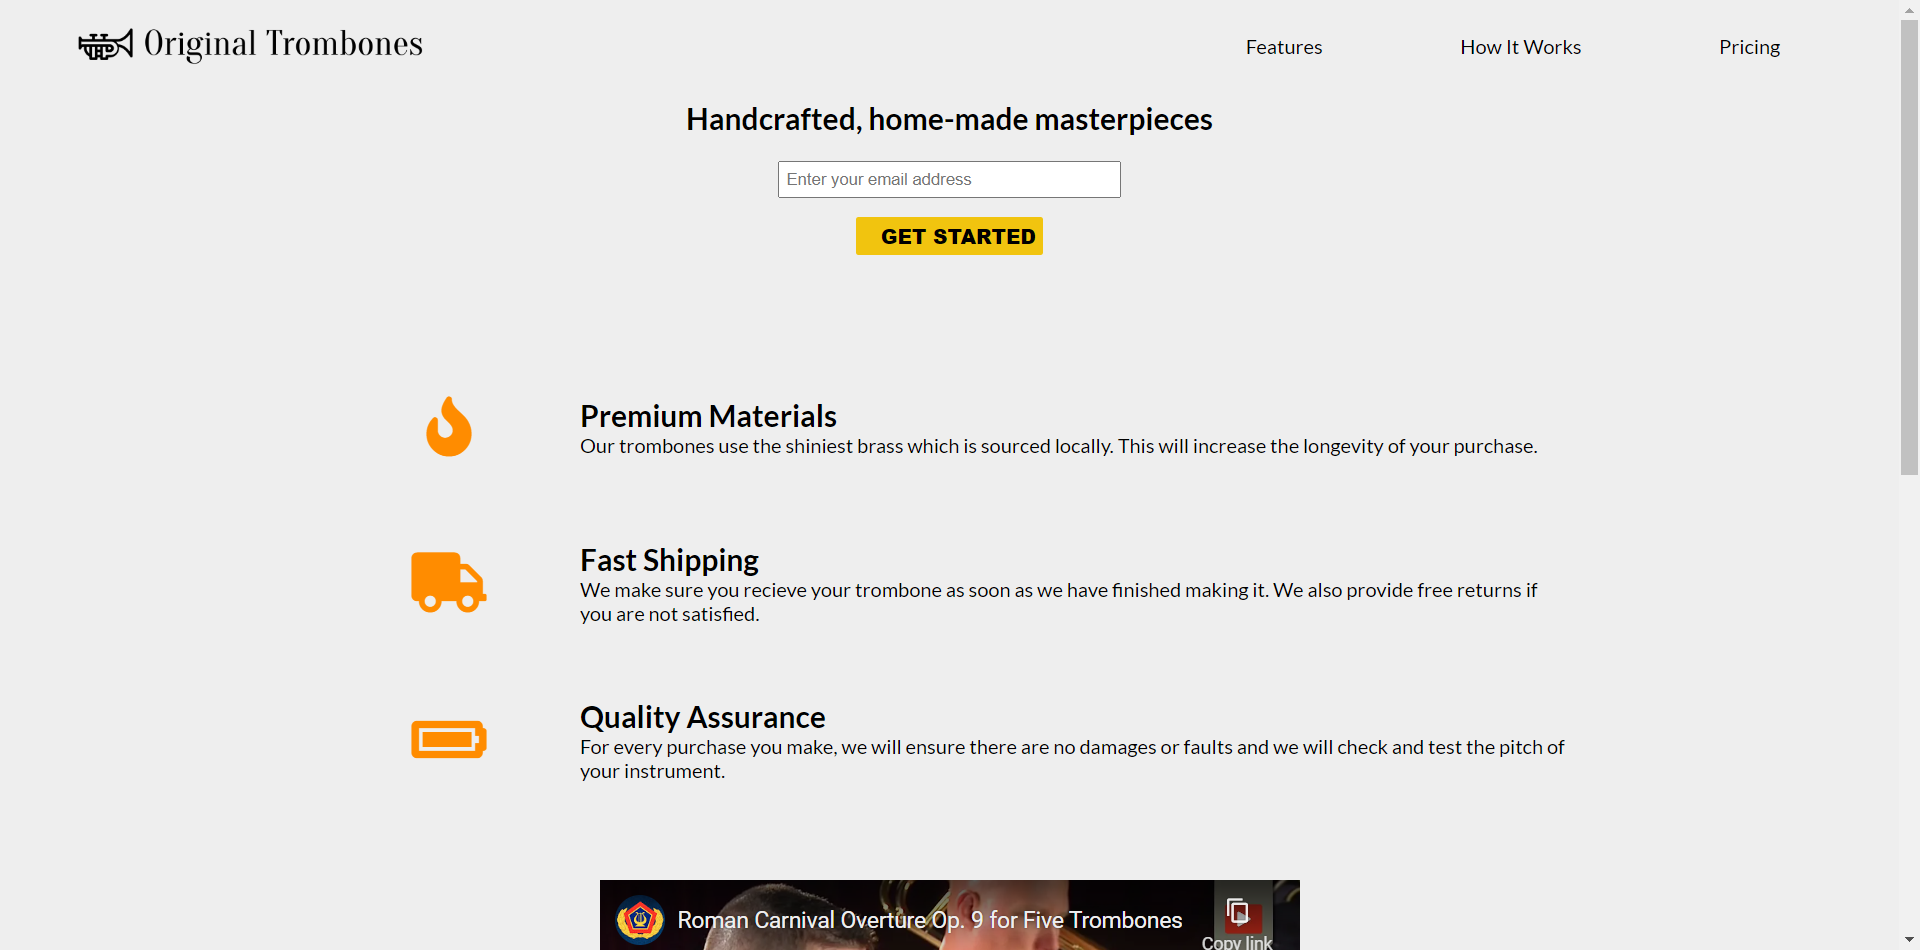 Original Trombones
Features
How It Works
Pricing
Handcrafted, home-made masterpieces
Enter your email address
GET STARTED
Premium Materials
Our trombones use the shiniest brass which is sourced locally. This will increase the longevity of your purchase.
Fast Shipping
We make sure you recieve your trombone as soon as we have finished making it. We also provide free returns if
you are not satisfied.
Quality Assurance
For every purchase you make, we will ensure there are no damages or faults and we will check and test the pitch of
your instrument.
Roman Carnival Overture Op. 9 for Five Trombones
Copy link